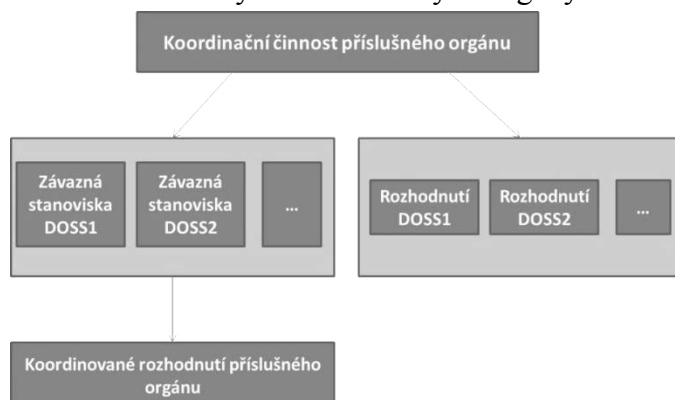 Koordinační činnost příslušného orgánu
Závazná
stanoviska
DOSS1
Závazná
stanoviska
DOSS2
...
Rozhodnutí
DOSS1
Rozhodnutí
DOSS2
...
Koordinované rozhodnutí příslušného
orgánu